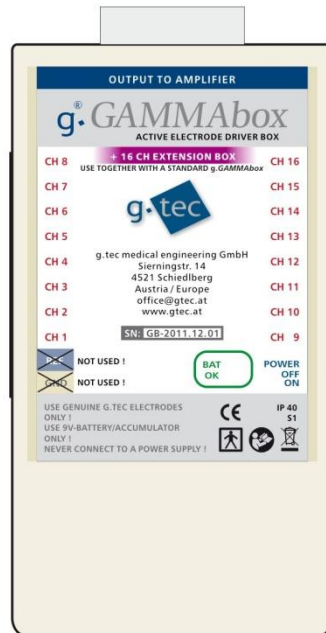 OUTPUT TO AMPLIFIER
g.®GAMMAbox
ACTIVE ELECTRODE DRIVER BOX
+ 16 CH EXTENSION BOX
USE TOGETHER WITH A STANDARD g.GAMMAbox
CH 8 CH 16
CH 7 CH 15
CH 6 g.tec CH 14
CH 5 CH 13
CH 4 g.tec medical engineering GmbH CH 12
Sierningstr. 14
CH 3 4521 Schiedlberg CH 11
Austria / Europe
CH 2 office@gtec.at CH 10
www.gtec.at
CH 1 SN: GB-2011.12.01 CH 9
REF NOT USED !
GND NOT USED !
BAT
OK
POWER
OFF
ON
USE GENUINE G.TEC ELECTRODES
ONLY !
USE 9V-BATTERY/ACCUMULATOR
ONLY !
NEVER CONNECT TO A POWER SUPPLY !
CE
IP 40
S1